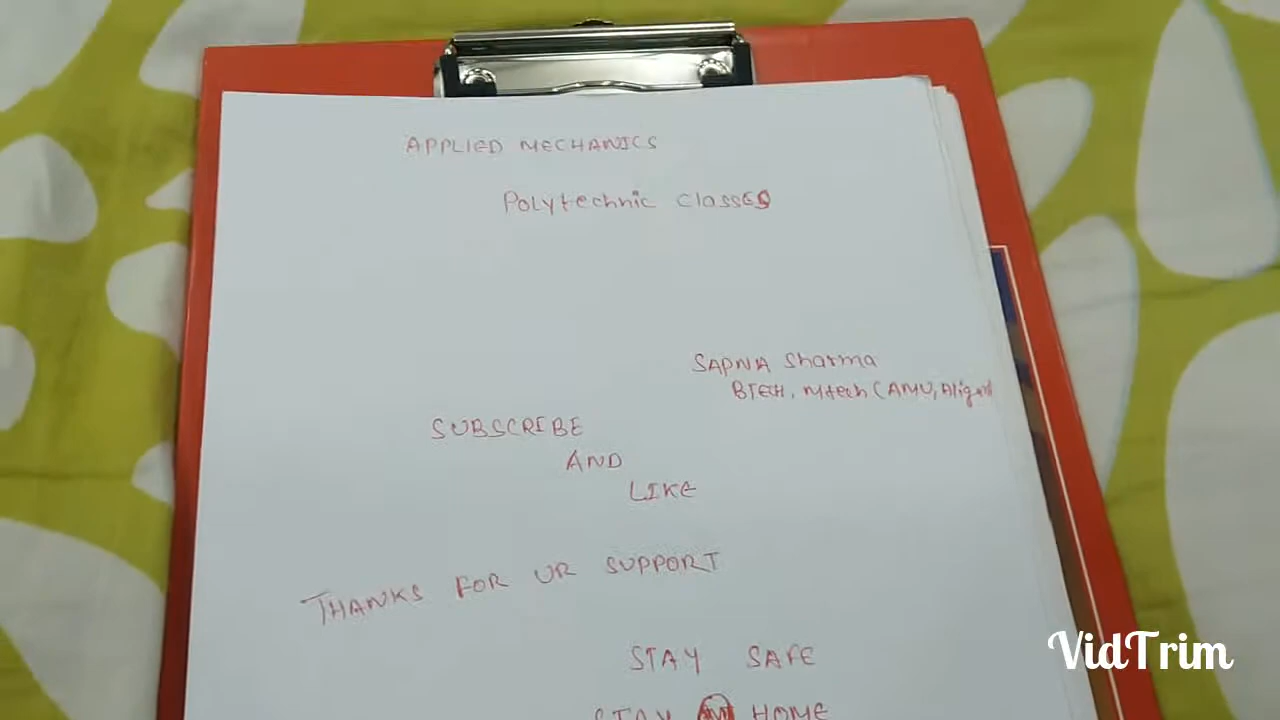 APPLIED MECHANICS
Polytechnic ClassES
SAPNA Sharma
BTECH, Mtech (AMU, Aligarh
SUBSCRIBE
AND
LIKE
THANKS FOR UR SUPPORT
STAY SAFE
STAY HOME
VidTrim